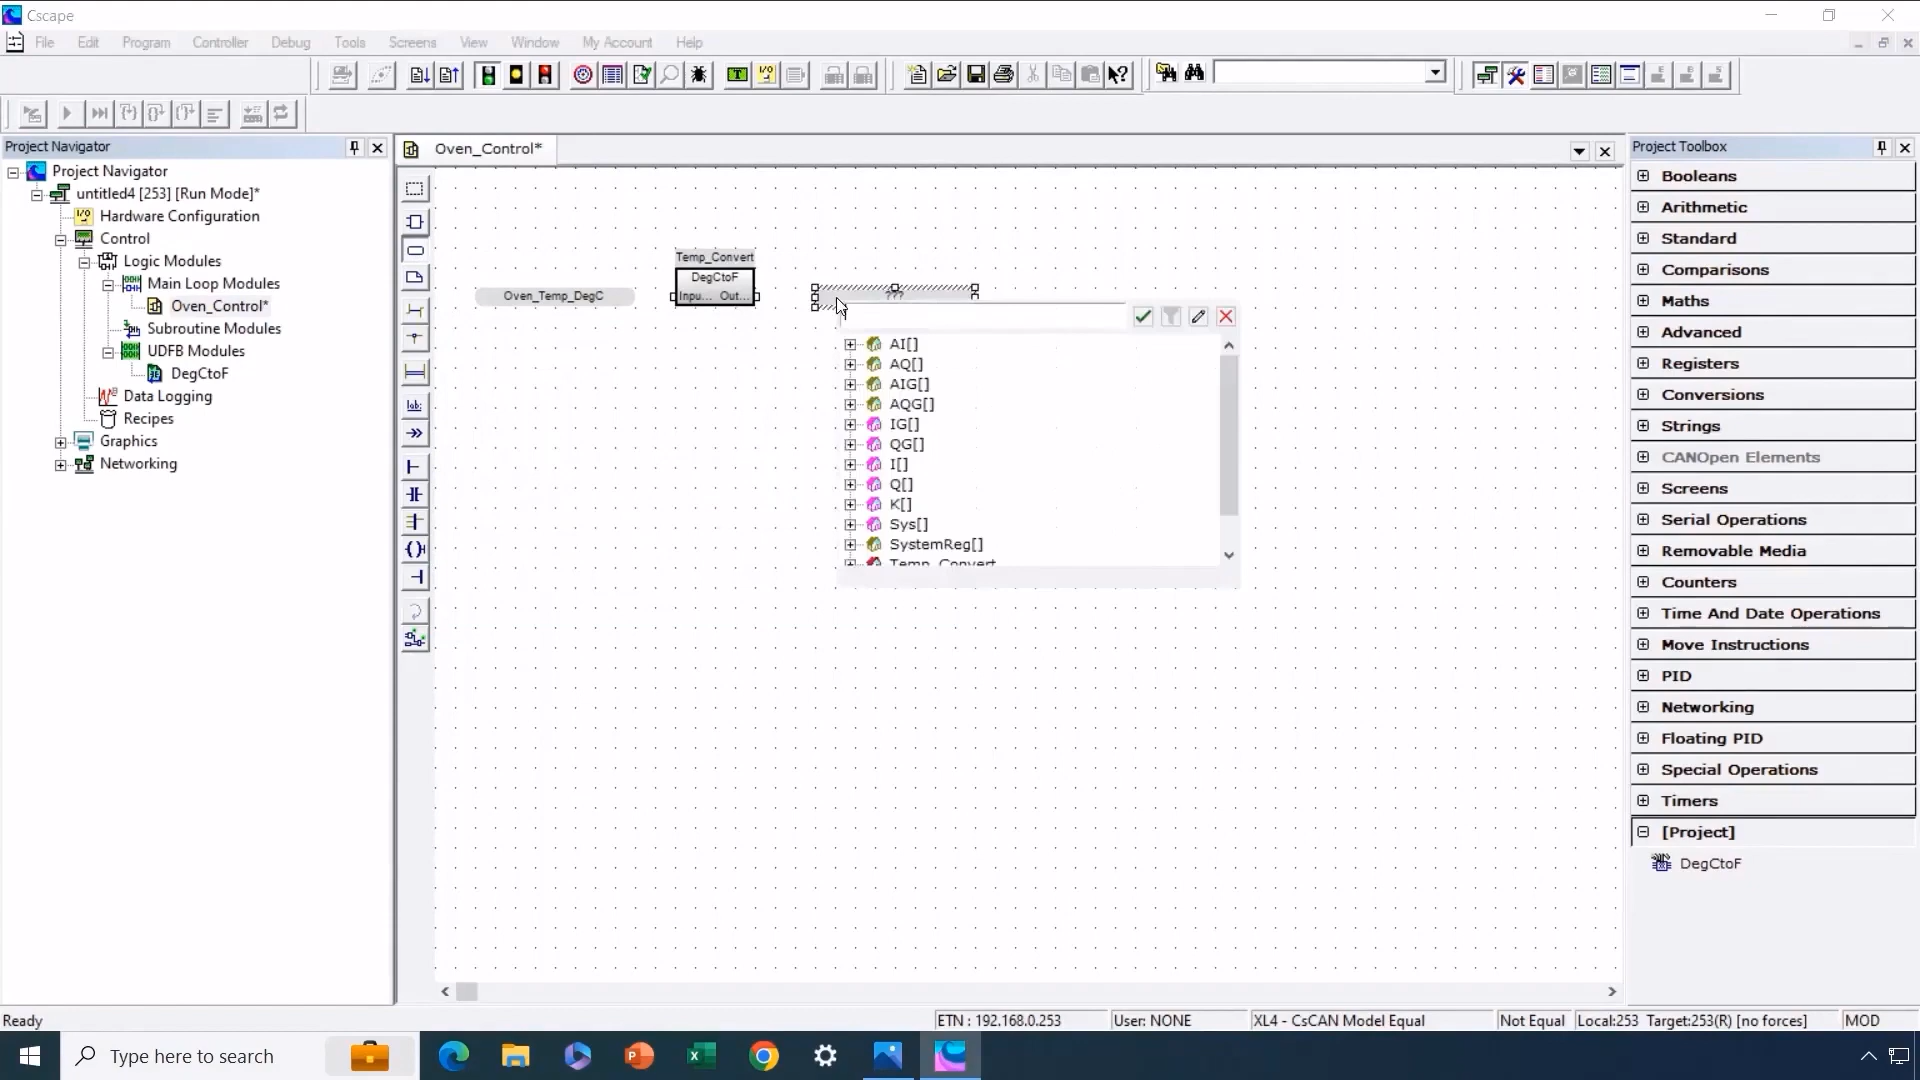 Cscape
File Edit Program Controller Debug Tools Screens View Window My Account Help
Project Navigator
Project Navigator
untitled4 [253] [Run Mode]*
Hardware Configuration
Control
Logic Modules
Main Loop Modules
Oven_Control*
Subroutine Modules
UDFB Modules
DegCtoF
Data Logging
Recipes
Graphics
Networking
Oven_Control*
Temp_Convert
DegCtoF
Inpu... Out...
Oven_Temp_DegC
???
AI[]
AQ[]
AIG[]
AQG[]
IG[]
QG[]
I[]
Q[]
K[]
Sys[]
SystemReg[]
Temp_Convert
Project Toolbox
Booleans
Arithmetic
Standard
Comparisons
Maths
Advanced
Registers
Conversions
Strings
CANOpen Elements
Screens
Serial Operations
Removable Media
Counters
Time And Date Operations
Move Instructions
PID
Networking
Floating PID
Special Operations
Timers
[Project]
DegCtoF
Ready
ETN : 192.168.0.253
User: NONE
XL4 - CsCAN Model Equal
Not Equal
Local:253 Target:253(R) [no forces]
MOD
Type here to search